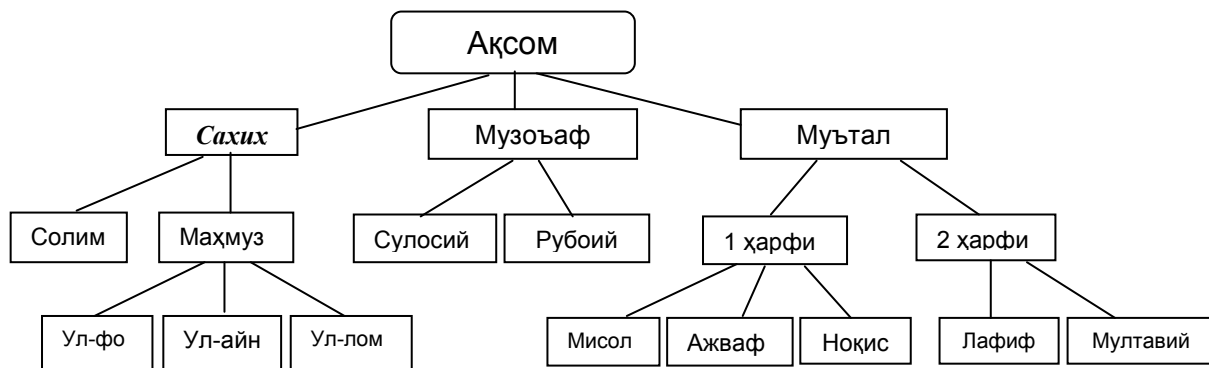 Ақсом
Сахих
Музоъаф
Муътал
Солим
Маҳмуз
Сулосий
Рубоий
1 ҳарфи
2 ҳарфи
Ул-фо
Ул-айн
Ул-лом
Мисол
Ажваф
Ноқис
Лафиф
Мултавий